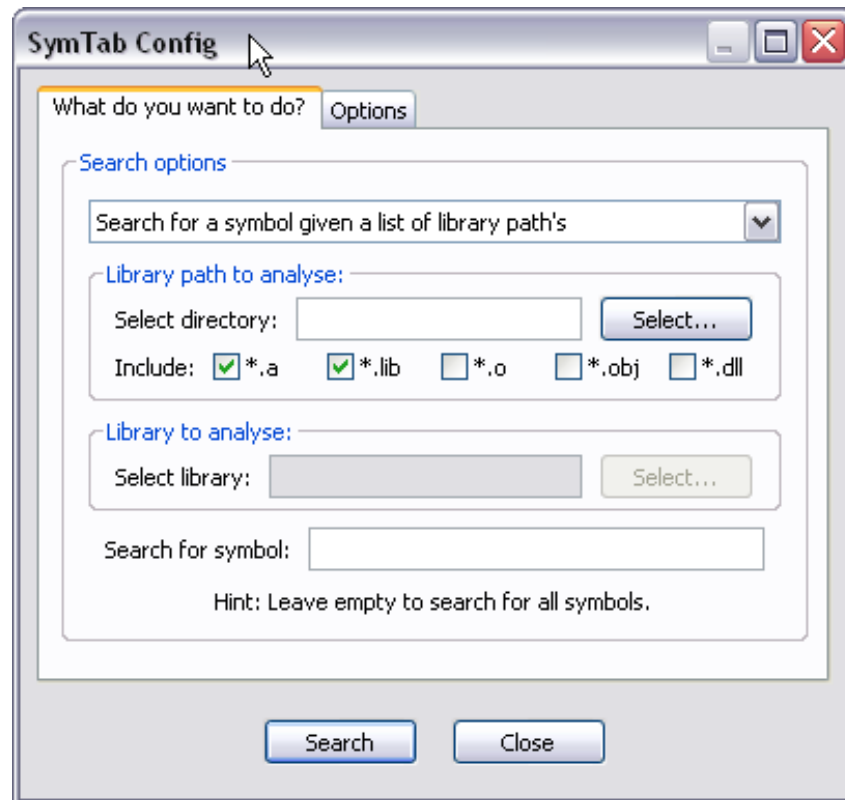 SymTab Config
What do you want to do? Options
Search options
Search for a symbol given a list of library path's
Library path to analyse:
Select directory: Select...
Include: *.a *.lib *.o *.obj *.dll
Library to analyse:
Select library: Select...
Search for symbol:
Hint: Leave empty to search for all symbols.
Search Close